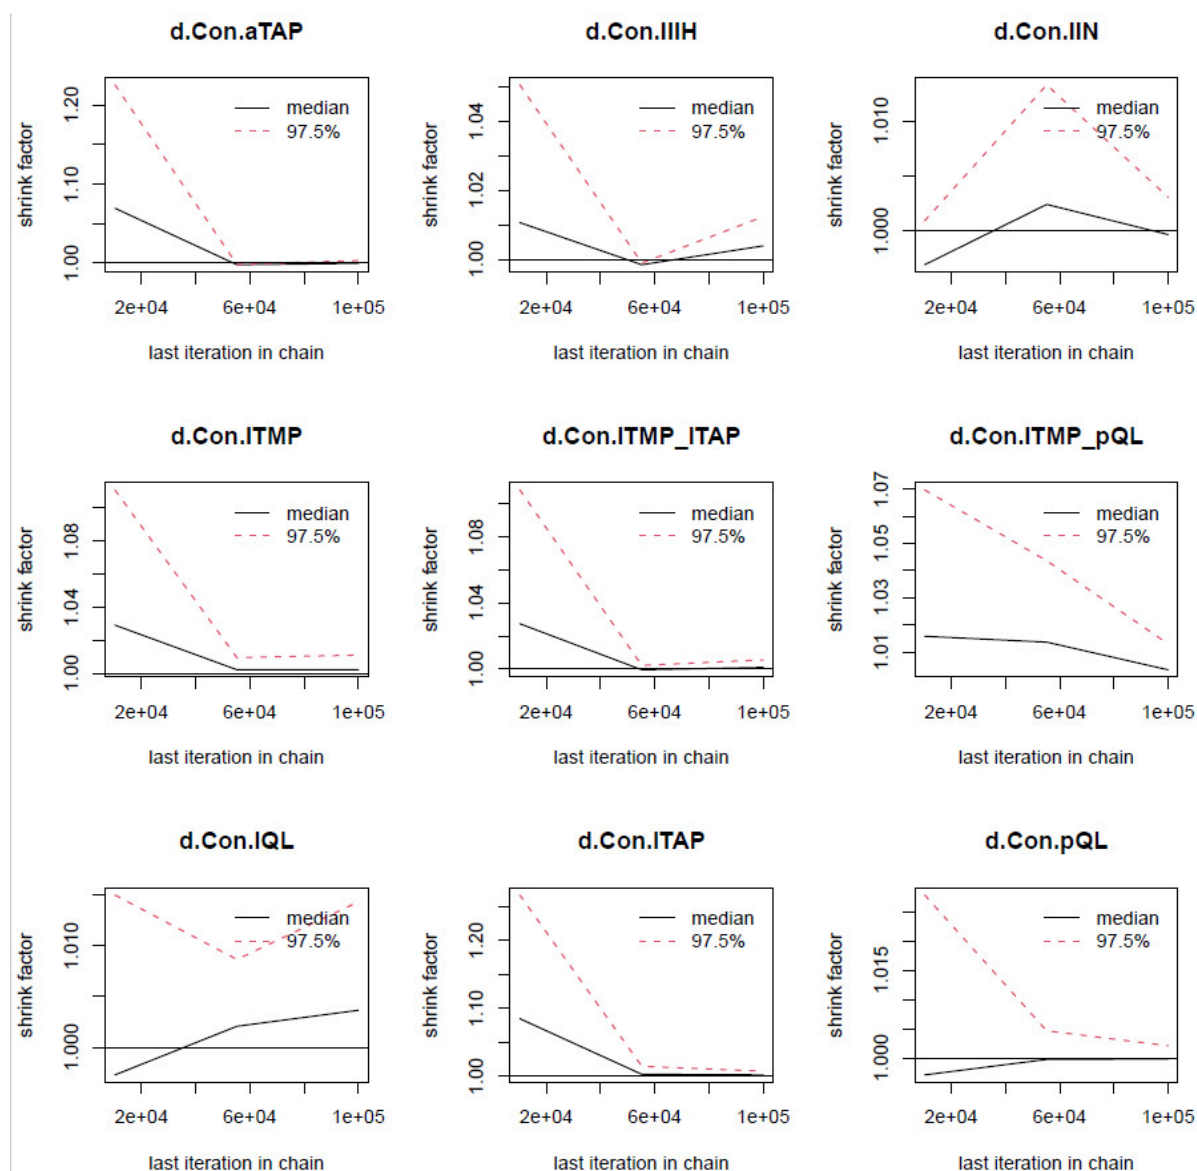 d.Con.aTAP
shrink factor
1.00 1.10 1.20
median
97.5%
2e+04 6e+04 1e+05
last iteration in chain
d.Con.IIIH
shrink factor
1.00 1.02 1.04
median
97.5%
2e+04 6e+04 1e+05
last iteration in chain
d.Con.IIN
shrink factor
1.000 1.010
median
97.5%
2e+04 6e+04 1e+05
last iteration in chain
d.Con.ITMP
shrink factor
1.00 1.04 1.08
median
97.5%
2e+04 6e+04 1e+05
last iteration in chain
d.Con.ITMP_ITAP
shrink factor
1.00 1.04 1.08
median
97.5%
2e+04 6e+04 1e+05
last iteration in chain
d.Con.ITMP_pQL
shrink factor
1.01 1.03 1.05 1.07
median
97.5%
2e+04 6e+04 1e+05
last iteration in chain
d.Con.IQL
shrink factor
1.000 1.010
median
97.5%
2e+04 6e+04 1e+05
last iteration in chain
d.Con.ITAP
shrink factor
1.00 1.10 1.20
median
97.5%
2e+04 6e+04 1e+05
last iteration in chain
d.Con.pQL
shrink factor
1.000 1.015
median
97.5%
2e+04 6e+04 1e+05
last iteration in chain